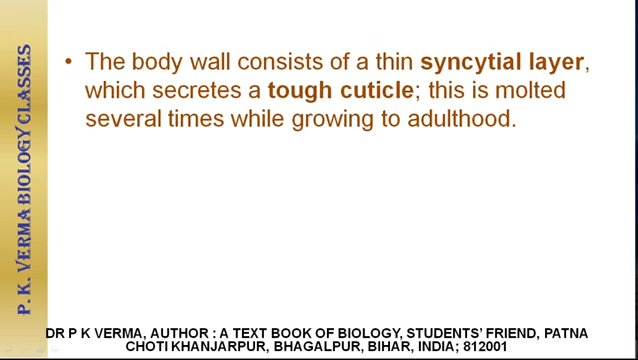 P. K. VERMA BIOLOGY CLASSES
• The body wall consists of a thin syncytial layer,
which secretes a tough cuticle; this is molted
several times while growing to adulthood.
DR P K VERMA, AUTHOR : A TEXT BOOK OF BIOLOGY, STUDENTS' FRIEND, PATNA
CHOTI KHANJARPUR, BHAGALPUR, BIHAR, INDIA; 812001